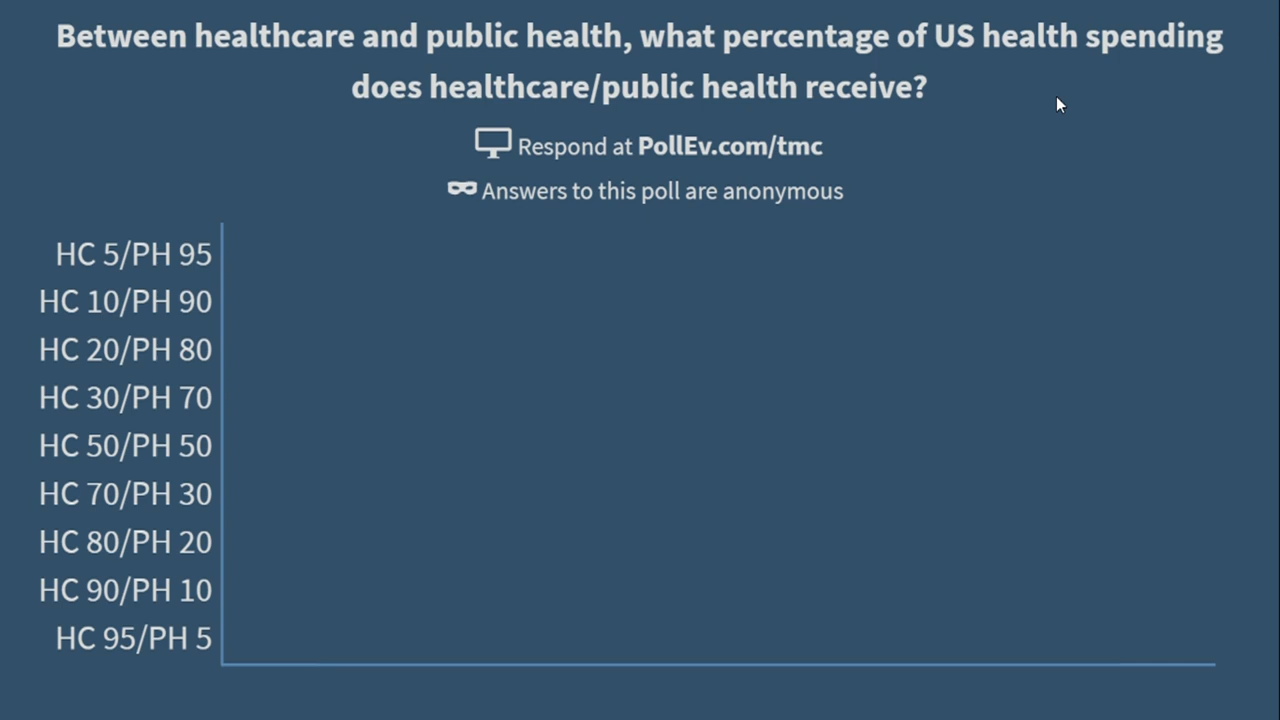 Between healthcare and public health, what percentage of US health spending
does healthcare/public health receive?
Respond at PollEv.com/tmc
Answers to this poll are anonymous
HC 5/PH 95
HC 10/PH 90
HC 20/PH 80
HC 30/PH 70
HC 50/PH 50
HC 70/PH 30
HC 80/PH 20
HC 90/PH 10
HC 95/PH 5